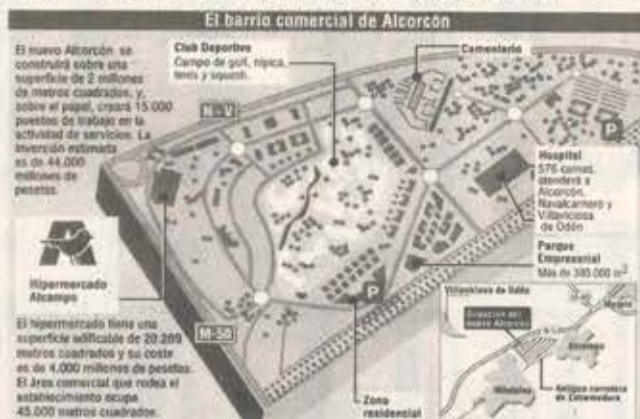 El barrio comercial de Alcorcón
El nuevo Alcorcón se
construirá sobre una
superficie de 2 millones
de metros cuadrados, y,
sobre el papel, creará 15.000
puestos de trabajo en la
actividad de servicios. La
inversión estimada
es de 44.000
millones de
pesetas.
Club Deportivo
Campo de golf, hípica,
tenis y squash.
Cementerio
N-V
P
Hospital
576 camas,
atenderá a
Alcorcón,
Navalcarnero y
Villaviciosa
de Odón
Parque
Empresarial
Más de 380.000 m2
Hipermercado
Alcampo
El hipermercado tiene una
superficie edificable de 20.289
metros cuadrados y su coste
es de 4.000 millones de pesetas.
El área comercial que rodea el
establecimiento ocupa
45.000 metros cuadrados.
M-50
P
Zona
residencial
Villaviciosa de Odón
Situación del
nuevo Alcorcón
Alcorcón
Móstoles
Antigua carretera
de Extremadura